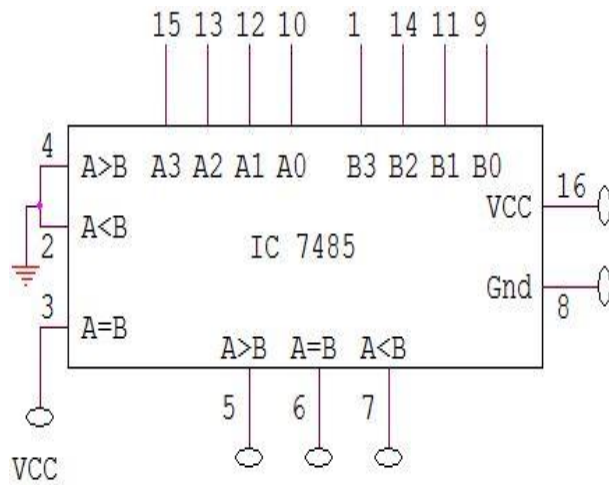 15 13 12 10 1 14 11 9
4 A>B A3 A2 A1 A0 B3 B2 B1 B0 16
VCC
2 A<B IC 7485
Gnd
3 A=B 8
A>B A=B A<B
5 6 7
VCC